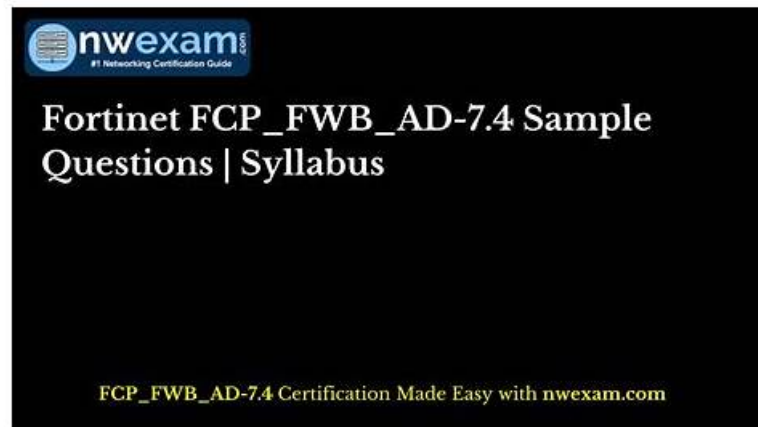 nwexam.com
#1 Networking Certification Guide
Fortinet FCP_FWB_AD-7.4 Sample
Questions | Syllabus
FCP_FWB_AD-7.4 Certification Made Easy with nwexam.com